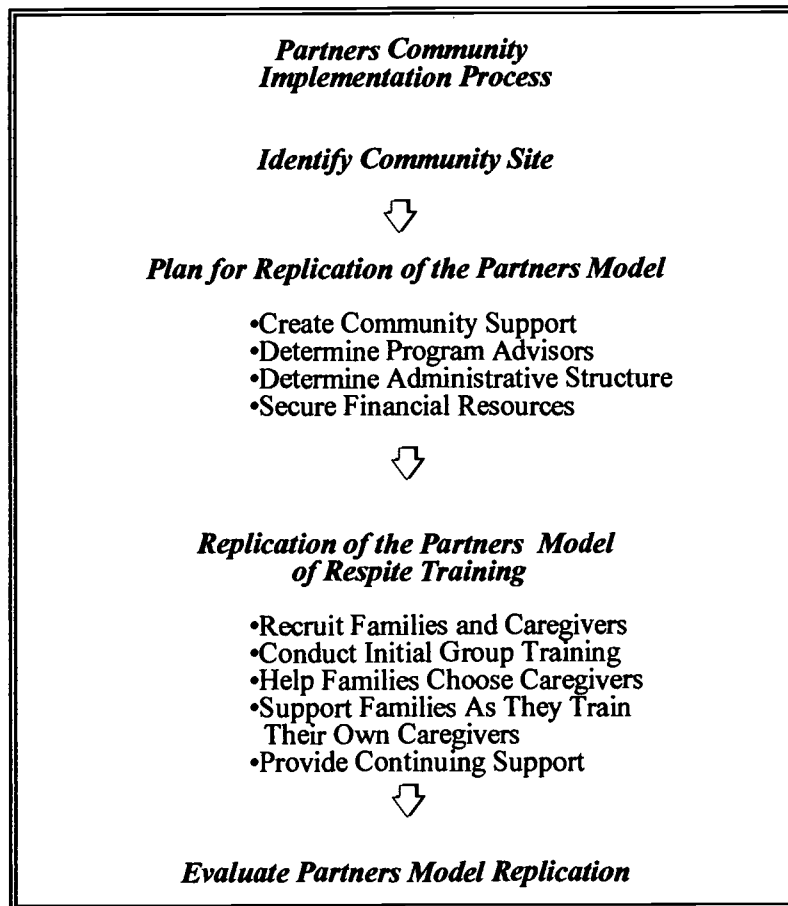 Partners Community
Implementation Process
Identify Community Site
Plan for Replication of the Partners Model
•Create Community Support
•Determine Program Advisors
•Determine Administrative Structure
•Secure Financial Resources
Replication of the Partners Model
of Respite Training
•Recruit Families and Caregivers
•Conduct Initial Group Training
•Help Families Choose Caregivers
•Support Families As They Train
Their Own Caregivers
•Provide Continuing Support
Evaluate Partners Model Replication